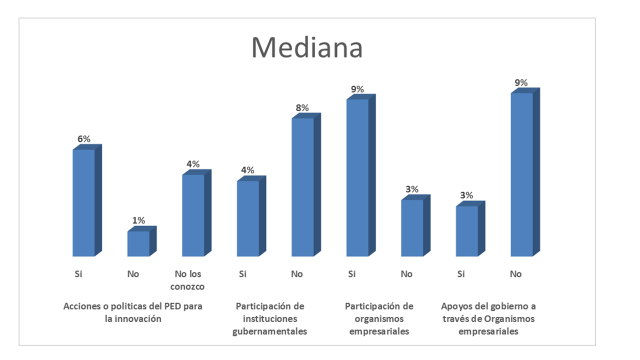 Mediana
6%
1%
4%
4%
8%
9%
3%
3%
9%
Si
No
No los
conozco
Si
No
Si
No
Si
No
Acciones o politicas del PED para
la innovación
Participación de
instituciones
gubernamentales
Participación de
organismos
empresariales
Apoyos del gobierno a
través de Organismos
empresariales